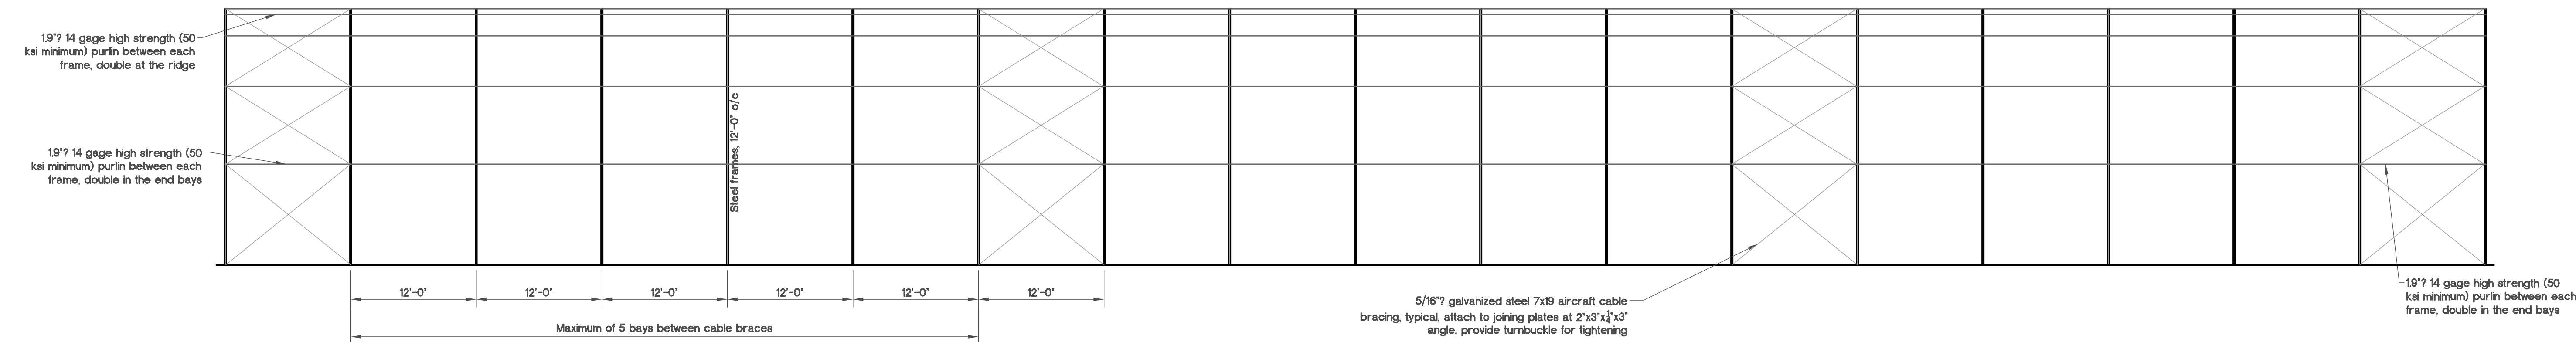 1.9"? 14 gage high strength (50
ksi minimum) purlin between each
frame, double at the ridge
1.9"? 14 gage high strength (50
ksi minimum) purlin between each
frame, double in the end bays
Steel frames, 12'-0" o/c
12'-0"
12'-0"
12'-0"
12'-0"
12'-0"
12'-0"
Maximum of 5 bays between cable braces
5/16"? galvanized steel 7x19 aircraft cable
bracing, typical, attach to joining plates at 2"x3"x1/4"x3"
angle, provide turnbuckle for tightening
1.9"? 14 gage high strength (50
ksi minimum) purlin between each
frame, double in the end bays